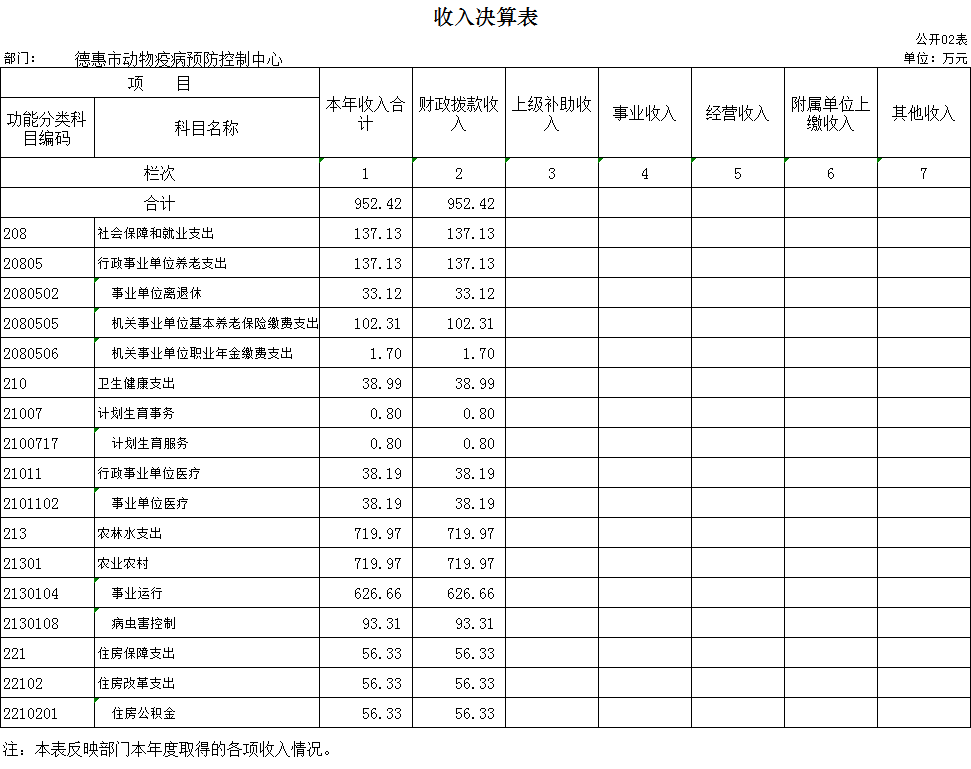 收入决算表
公开02表
部门： 德惠市动物疫病预防控制中心 单位：万元
项 目 本年收入合计 财政拨款收入 上级补助收入 事业收入 经营收入 附属单位上缴收入 其他收入
功能分类科目编码 科目名称
栏次 1 2 3 4 5 6 7
合计 952.42 952.42
208 社会保障和就业支出 137.13 137.13
20805 行政事业单位养老支出 137.13 137.13
2080502 事业单位离退休 33.12 33.12
2080505 机关事业单位基本养老保险缴费支出 102.31 102.31
2080506 机关事业单位职业年金缴费支出 1.70 1.70
210 卫生健康支出 38.99 38.99
21007 计划生育事务 0.80 0.80
2100717 计划生育服务 0.80 0.80
21011 行政事业单位医疗 38.19 38.19
2101102 事业单位医疗 38.19 38.19
213 农林水支出 719.97 719.97
21301 农业农村 719.97 719.97
2130104 事业运行 626.66 626.66
2130108 病虫害控制 93.31 93.31
221 住房保障支出 56.33 56.33
22102 住房改革支出 56.33 56.33
2210201 住房公积金 56.33 56.33
注：本表反映部门本年度取得的各项收入情况。